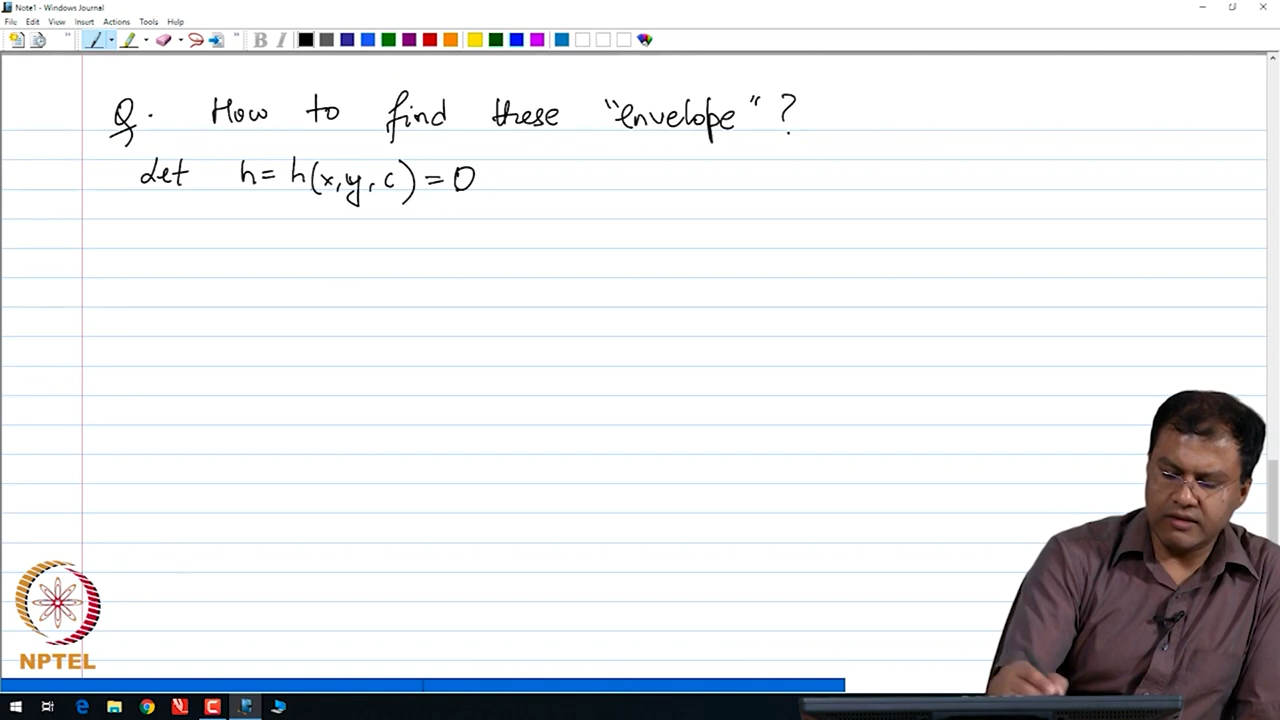 Note1 - Windows Journal
File Edit View Insert Actions Tools Help
B I
Q. How to find these "envelope" ?
Let h = h(x, y, c) = 0
NPTEL